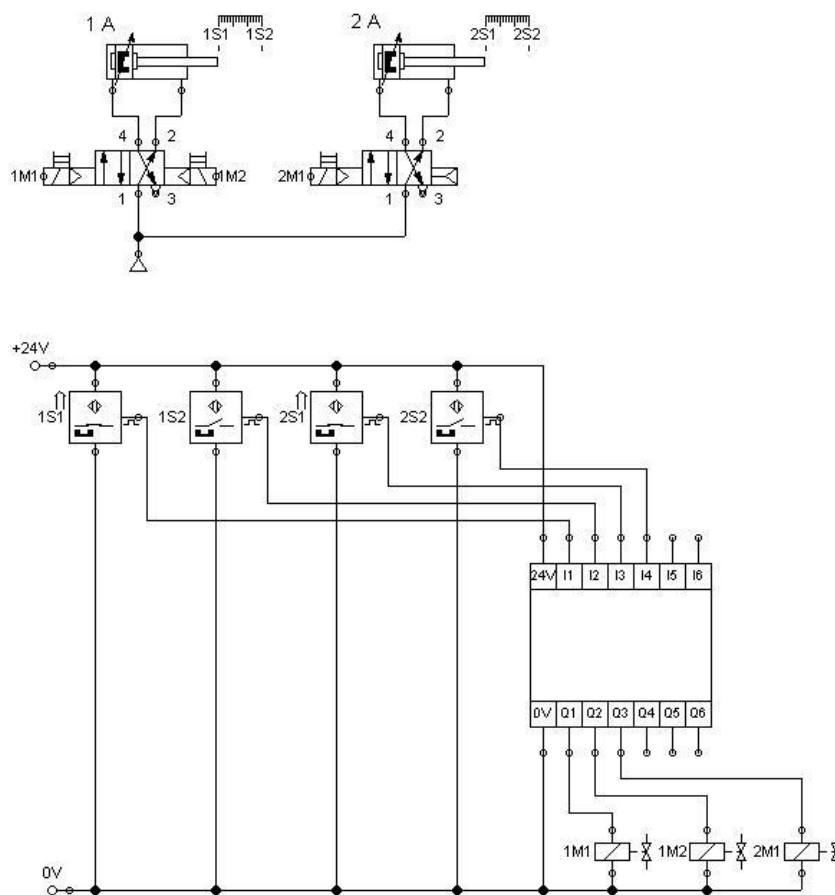 1 A 1S1 1S2 2 A 2S1 2S2
4 2 4 2
1M1 1M2 2M1
1 3 1 3
+24V
1S1 1S2 2S1 2S2
24V I1 I2 I3 I4 I5 I6
0V Q1 Q2 Q3 Q4 Q5 Q6
1M1 1M2 2M1
0V